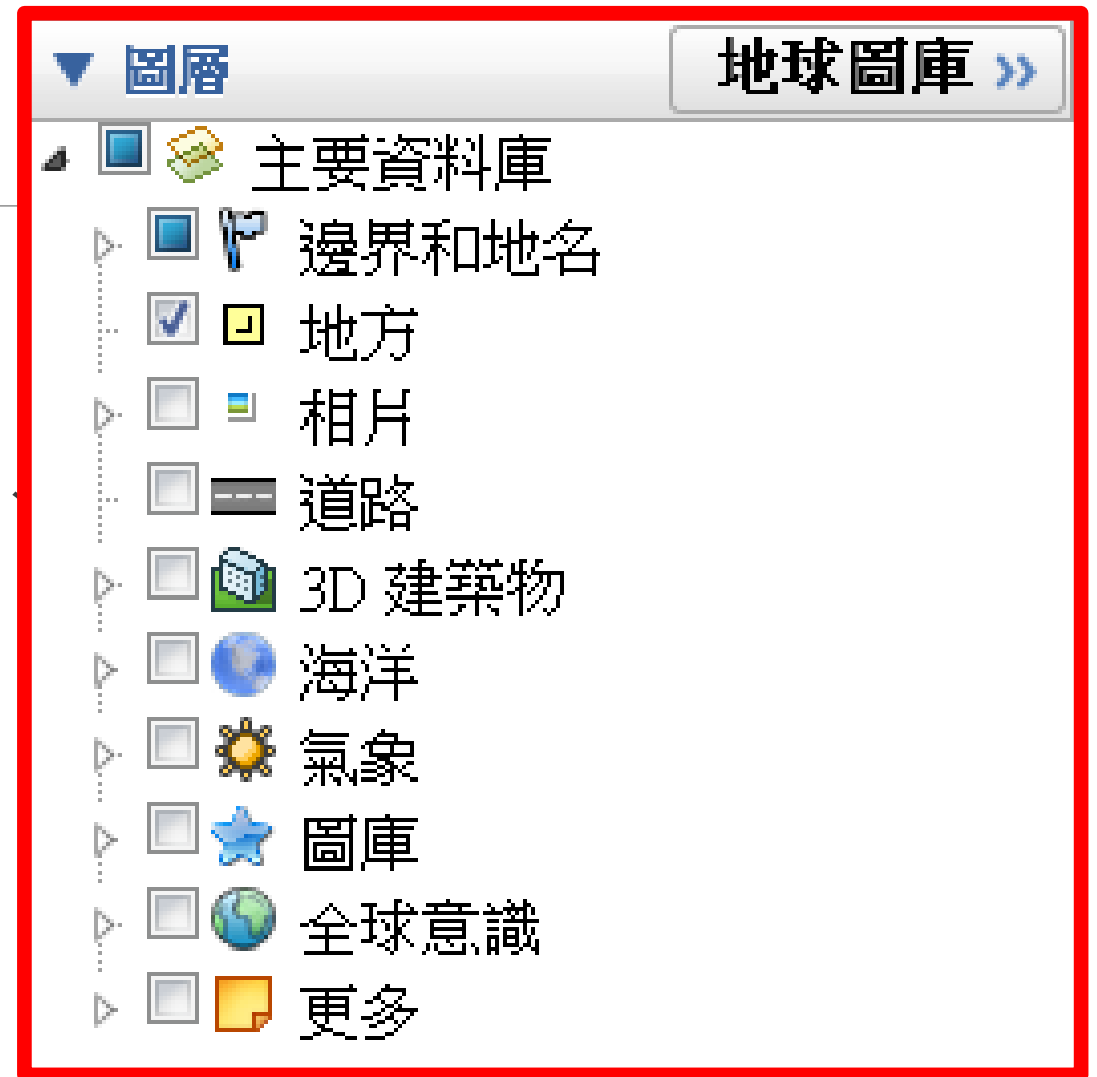 圖層 地球圖庫 »
主要資料庫
邊界和地名
地方
相片
道路
3D 建築物
海洋
氣象
圖庫
全球意識
更多